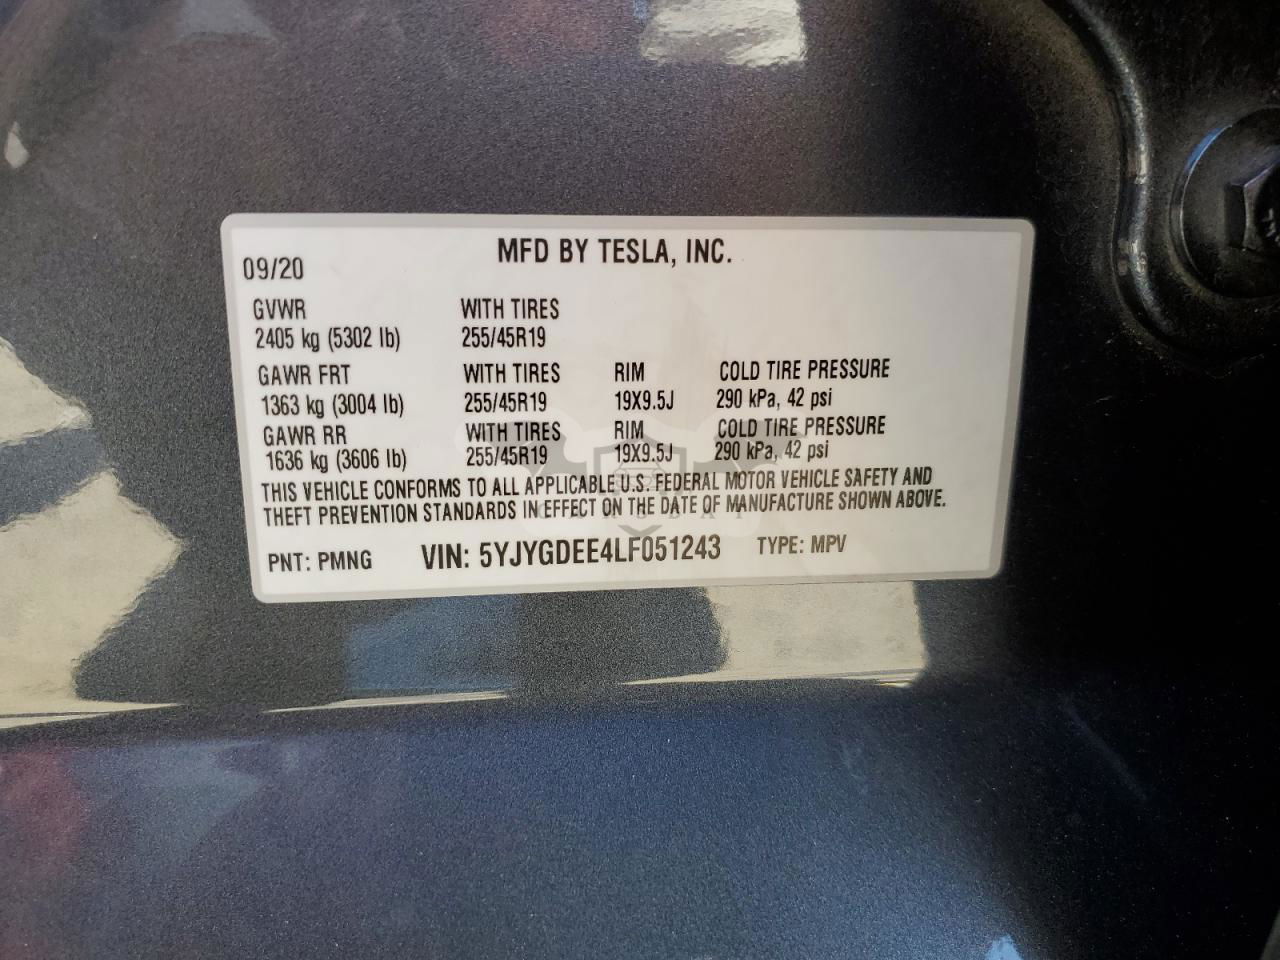 MFD BY TESLA, INC.
09/20
GVWR WITH TIRES
2405 kg (5302 lb) 255/45R19
GAWR FRT WITH TIRES RIM COLD TIRE PRESSURE
1363 kg (3004 lb) 255/45R19 19X9.5J 290 kPa, 42 psi
GAWR RR WITH TIRES RIM COLD TIRE PRESSURE
1636 kg (3606 lb) 255/45R19 19X9.5J 290 kPa, 42 psi
THIS VEHICLE CONFORMS TO ALL APPLICABLE U.S. FEDERAL MOTOR VEHICLE SAFETY AND
THEFT PREVENTION STANDARDS IN EFFECT ON THE DATE OF MANUFACTURE SHOWN ABOVE.
PNT: PMNG VIN: 5YJYGDEE4LF051243 TYPE: MPV